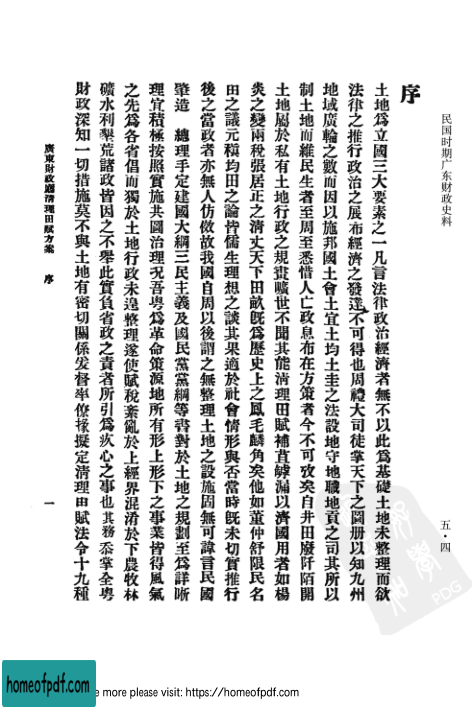 民国时期广东财政史料
五·四
序
土地爲立國三大要素之一凡言法律政治經濟者無不以此爲基礎土地未整理而欲
法律之推行政治之展布經濟之發達不可得也周禮大司徒掌天下之圖册以知九州
地域廣輪之數而因以施邦國土會土宜土均土圭之法設地守地職地貢之司其所以
制土地而維民生者至周至悉惜人亡政息布在方策者今不可攷矣自井田廢阡陌開
土地屬於私有土地行政之規畫曠世不聞其能清理田賦補苴罅漏以濟國用者如楊
炎之變兩稅張居正之清丈天下田畝旣爲歷史上之鳳毛麟角矣他如董仲舒限民名
田之議元稹均田之論皆儒生理想之談其果適於社會情形與否當時旣未切實推行
後之當政者亦無人仿傚故我國自周以後謂之無整理土地之設施固無可諱言民國
肇造 總理手定建國大綱三民主義及國民黨黨綱等書對於土地之規劃至爲詳晰
理宜積極按照實施共圖治理况吾粤爲革命策源地所有形上形下之事業皆得風氣
之先爲各省倡而獨於土地行政未遑整理遂使賦稅紊亂於上經界混淆於下農牧林
礦水利墾荒諸政皆因之不舉此實負省政之責者所引爲疚心之事也其務忝掌全粤
財政深知一切措施莫不與土地有密切關係爰督率僚掾擬定清理田賦法令十九種
廣東財政廳清理田賦方案 序
一
homeofpdf.com
e more please visit: https://homeofpdf.com